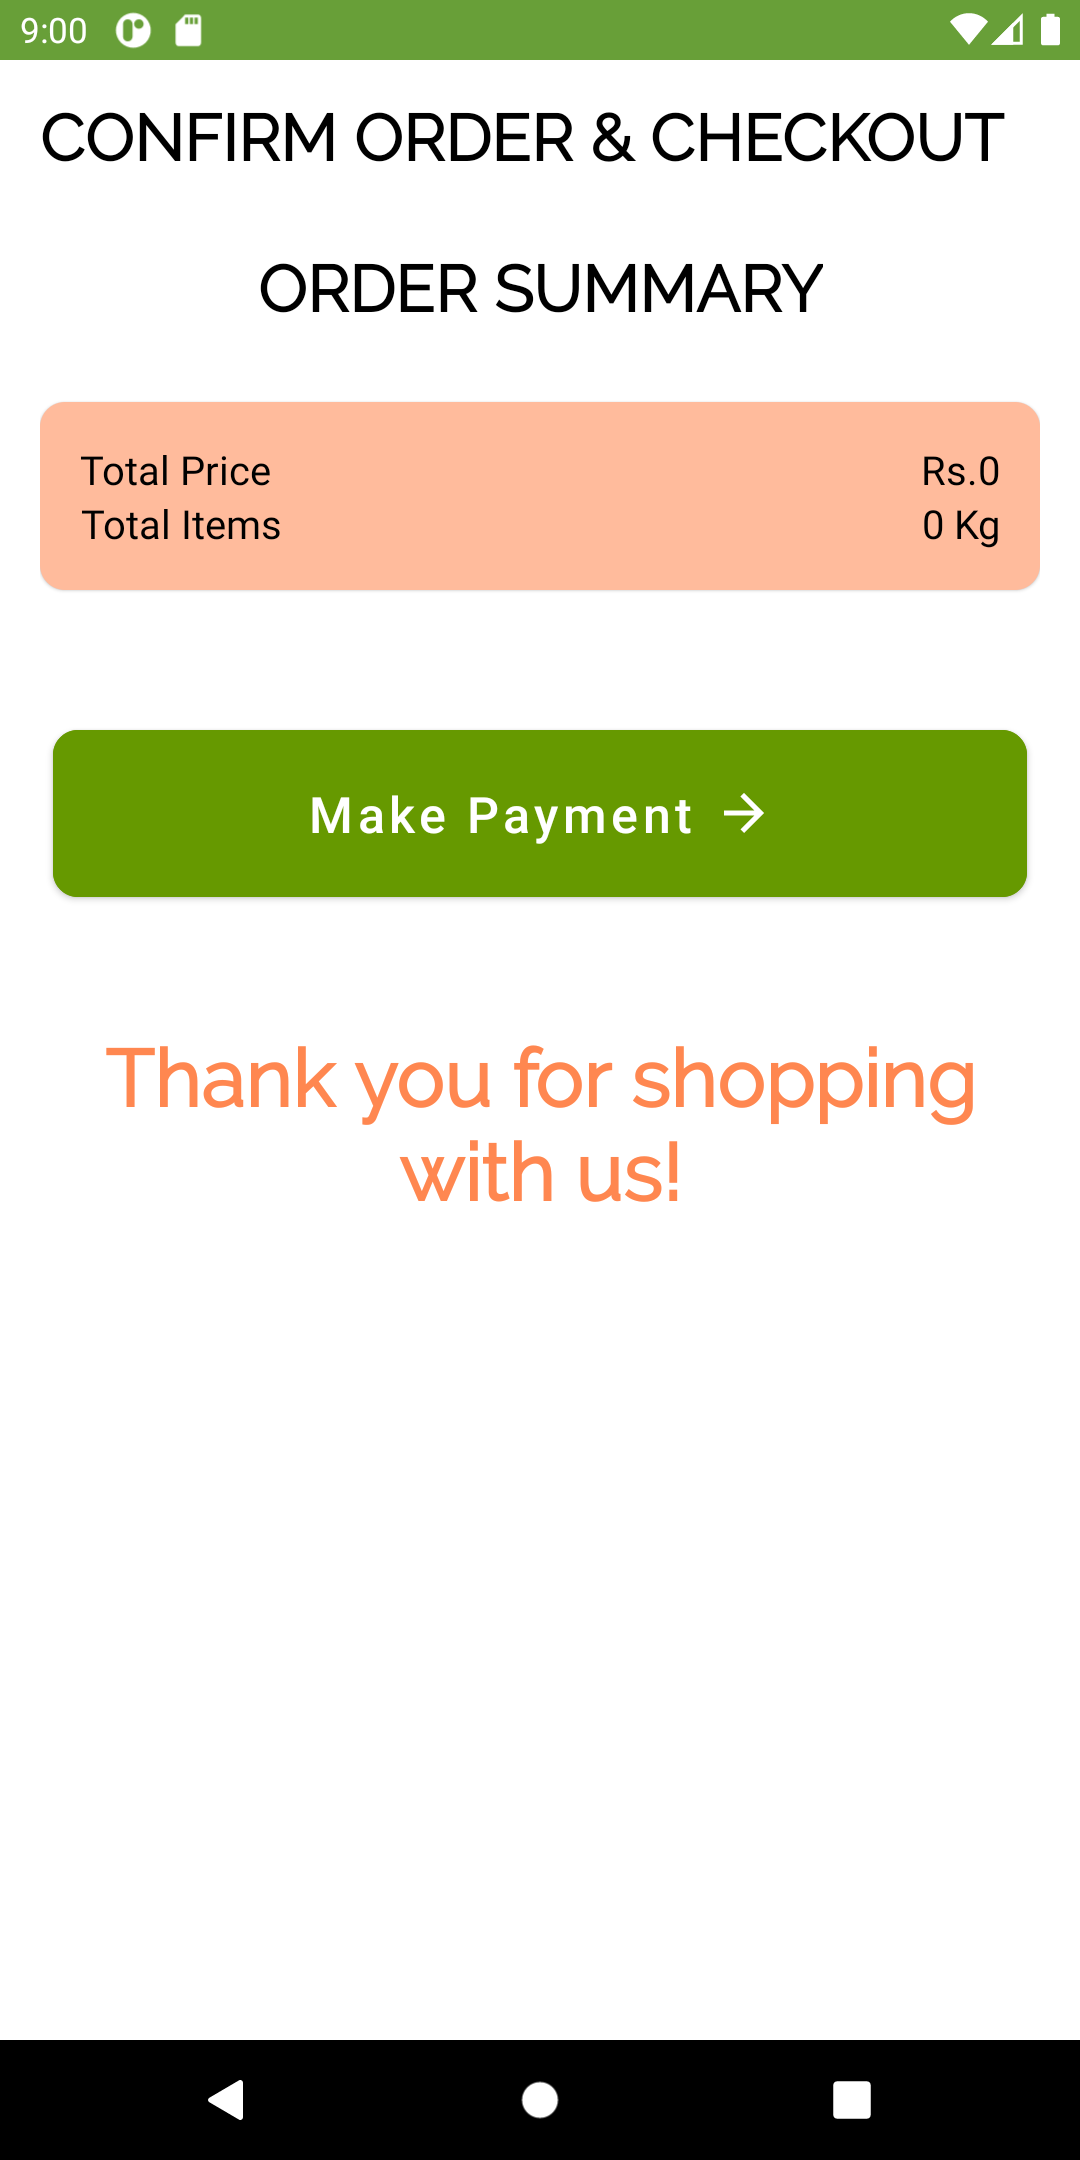 9:00
CONFIRM ORDER & CHECKOUT
ORDER SUMMARY
Total Price Rs.0
Total Items 0 Kg
Make Payment →
Thank you for shopping
with us!